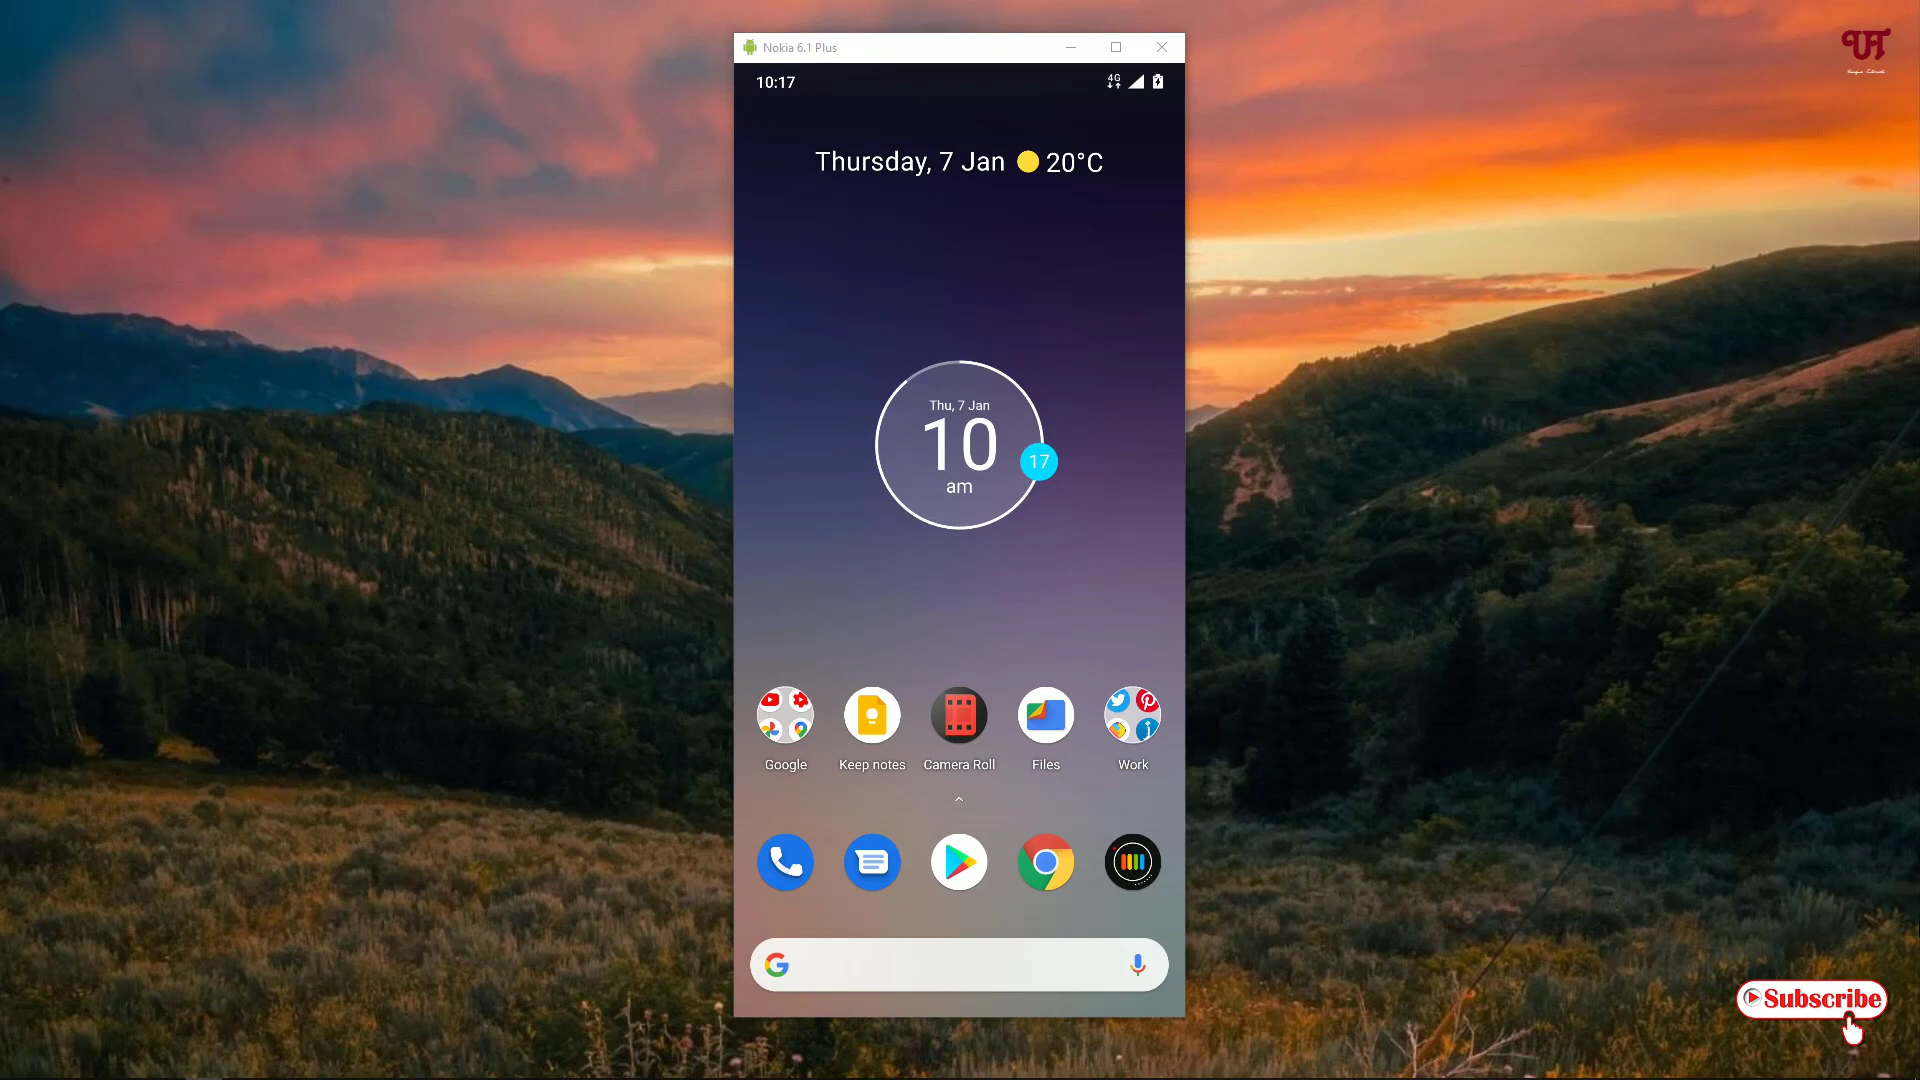 Nokia 6.1 Plus
10:17
4G
Thursday, 7 Jan 20°C
Thu, 7 Jan
10
17
am
Google
Keep notes
Camera Roll
Files
Work
Subscribe